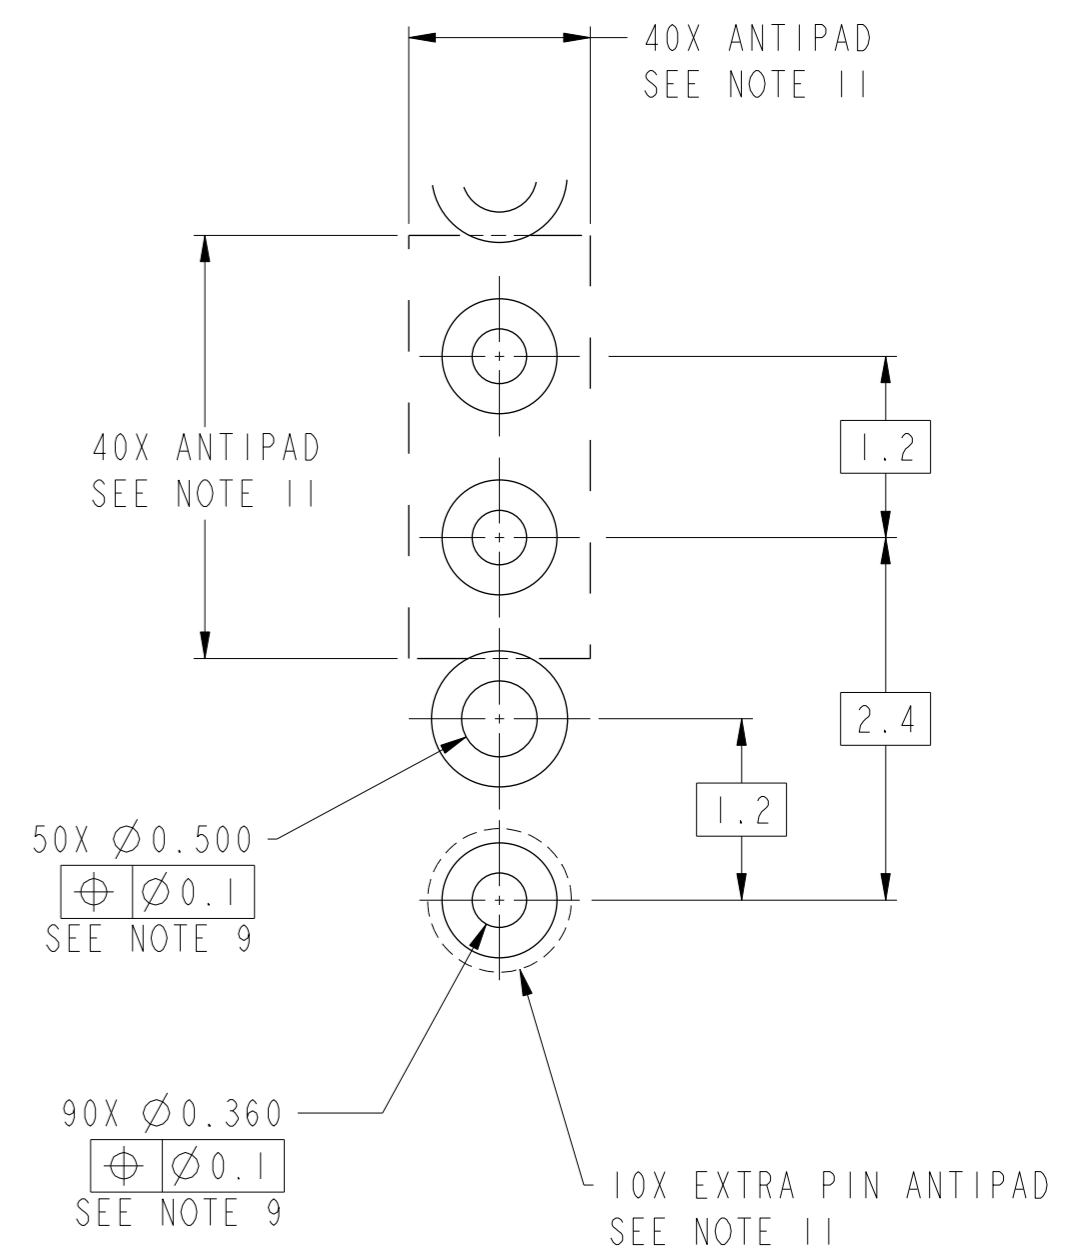 40X ANTIPAD
SEE NOTE 11
40X ANTIPAD
SEE NOTE 11
1.2
2.4
1.2
50X ⌀0.500
⌖ ⌀0.1
SEE NOTE 9
90X ⌀0.360
⌖ ⌀0.1
SEE NOTE 9
10X EXTRA PIN ANTIPAD
SEE NOTE 11